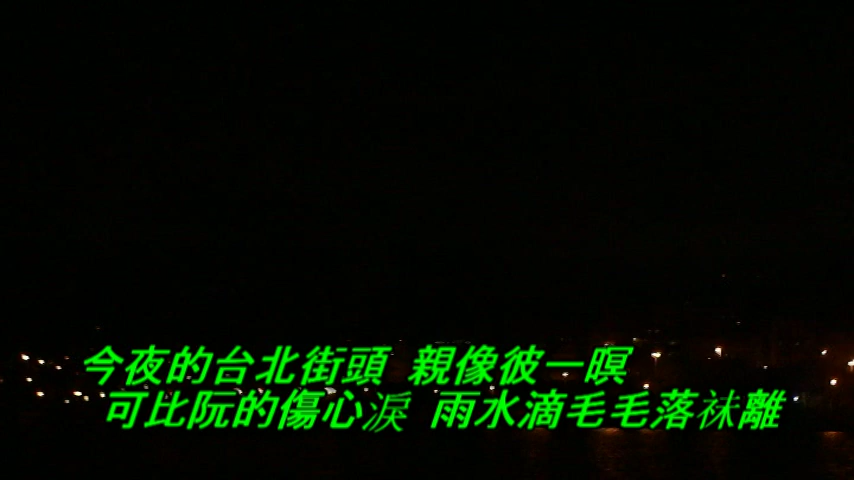 今夜的台北街頭 親像彼一暝
可比阮的傷心淚 雨水滴毛毛落袜離